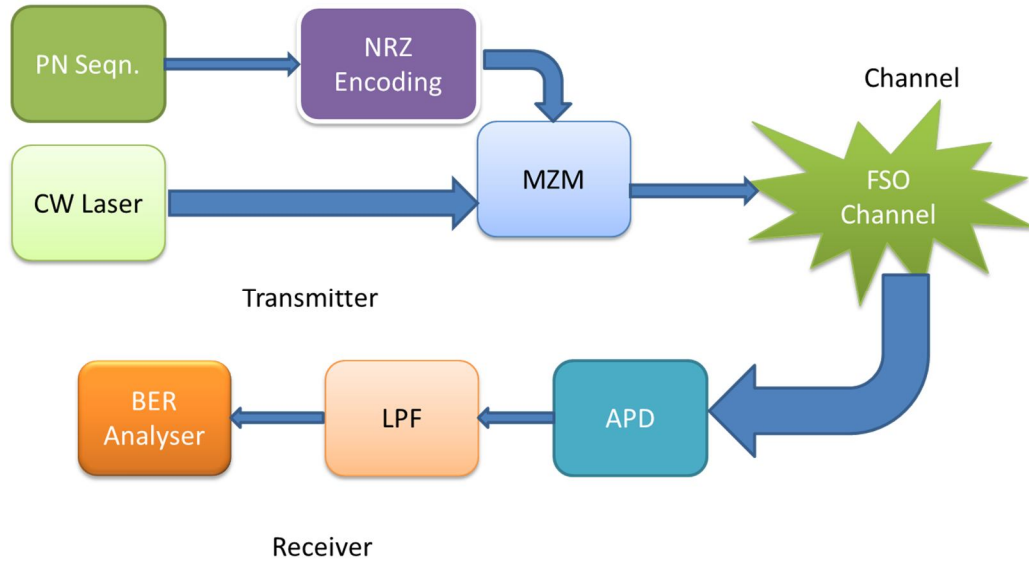 PN Seqn.
NRZ
Encoding
Channel
CW Laser
MZM
FSO
Channel
Transmitter
BER
Analyser
LPF
APD
Receiver